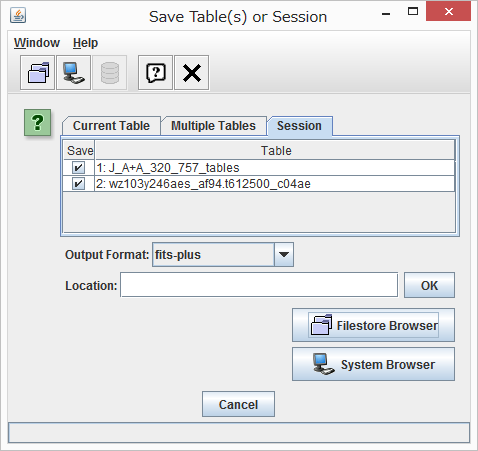 Save Table(s) or Session
Window Help
Current Table Multiple Tables Session
Save Table
1: J_A+A_320_757_tables
2: wz103y246aes_af94.t612500_c04ae
Output Format: fits-plus
Location: OK
Filestore Browser
System Browser
Cancel